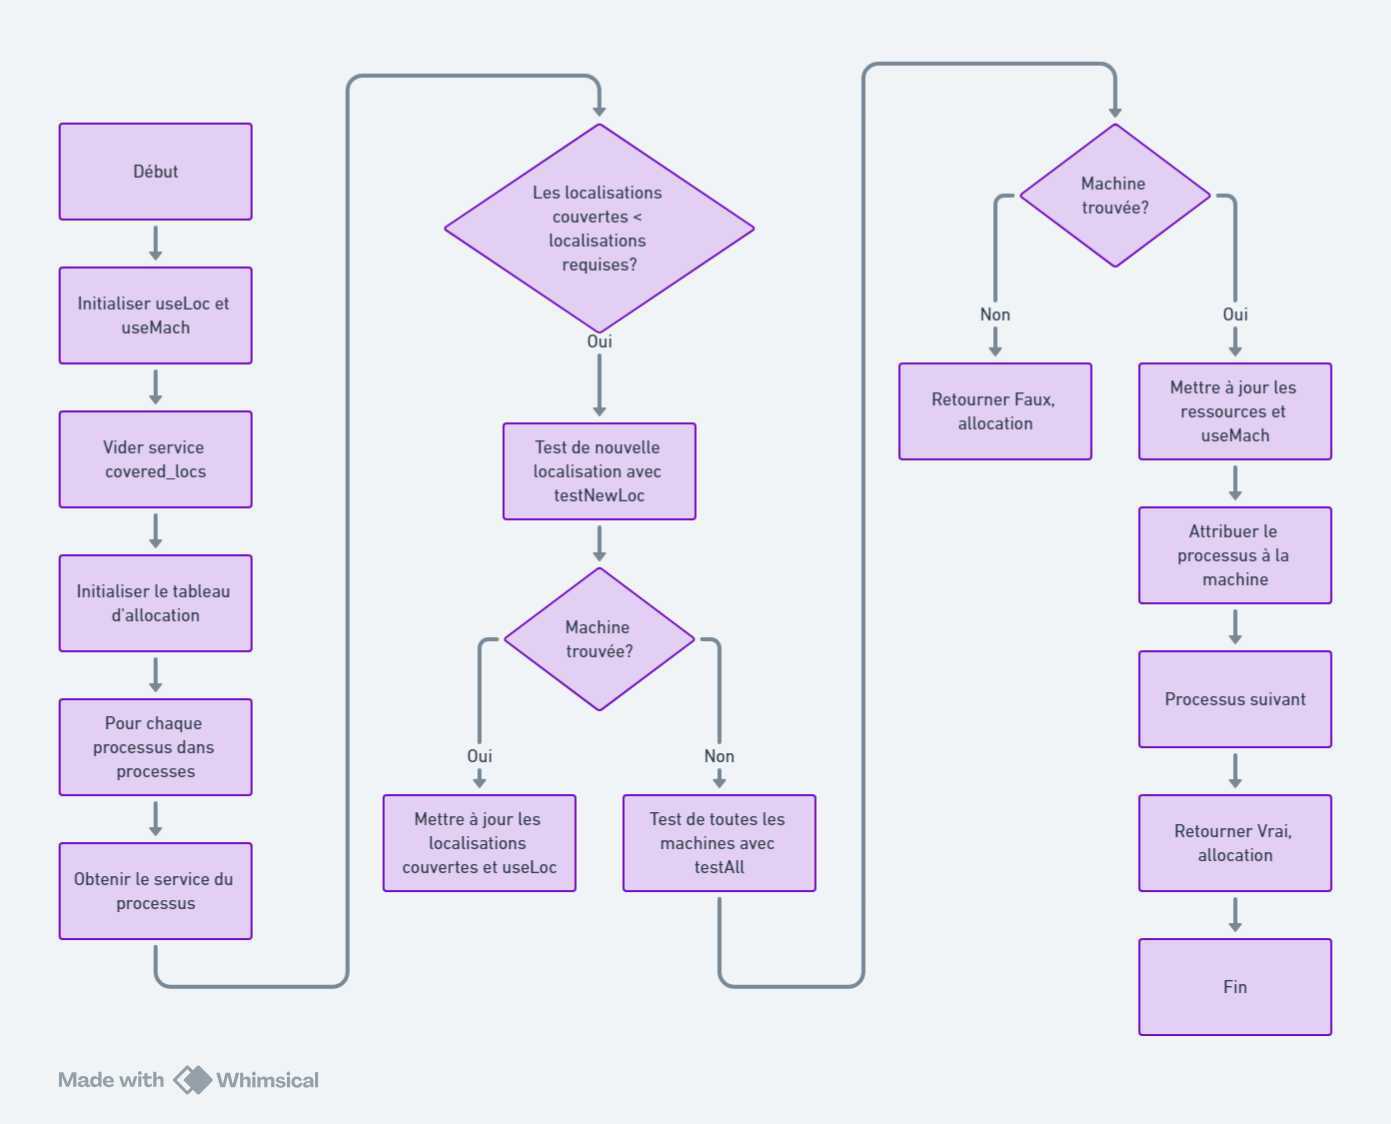 Début
Initialiser useLoc et
useMach
Vider service
covered_locs
Initialiser le tableau
d'allocation
Pour chaque
processus dans
processes
Obtenir le service du
processus
Les localisations
couvertes <
localisations
requises?
Oui
Test de nouvelle
localisation avec
testNewLoc
Machine
trouvée?
Oui
Non
Mettre à jour les
localisations
couvertes et useLoc
Test de toutes les
machines avec
testAll
Machine
trouvée?
Non
Oui
Retourner Faux,
allocation
Mettre à jour les
ressources et
useMach
Attribuer le
processus à la
machine
Processus suivant
Retourner Vrai,
allocation
Fin
Made with Whimsical